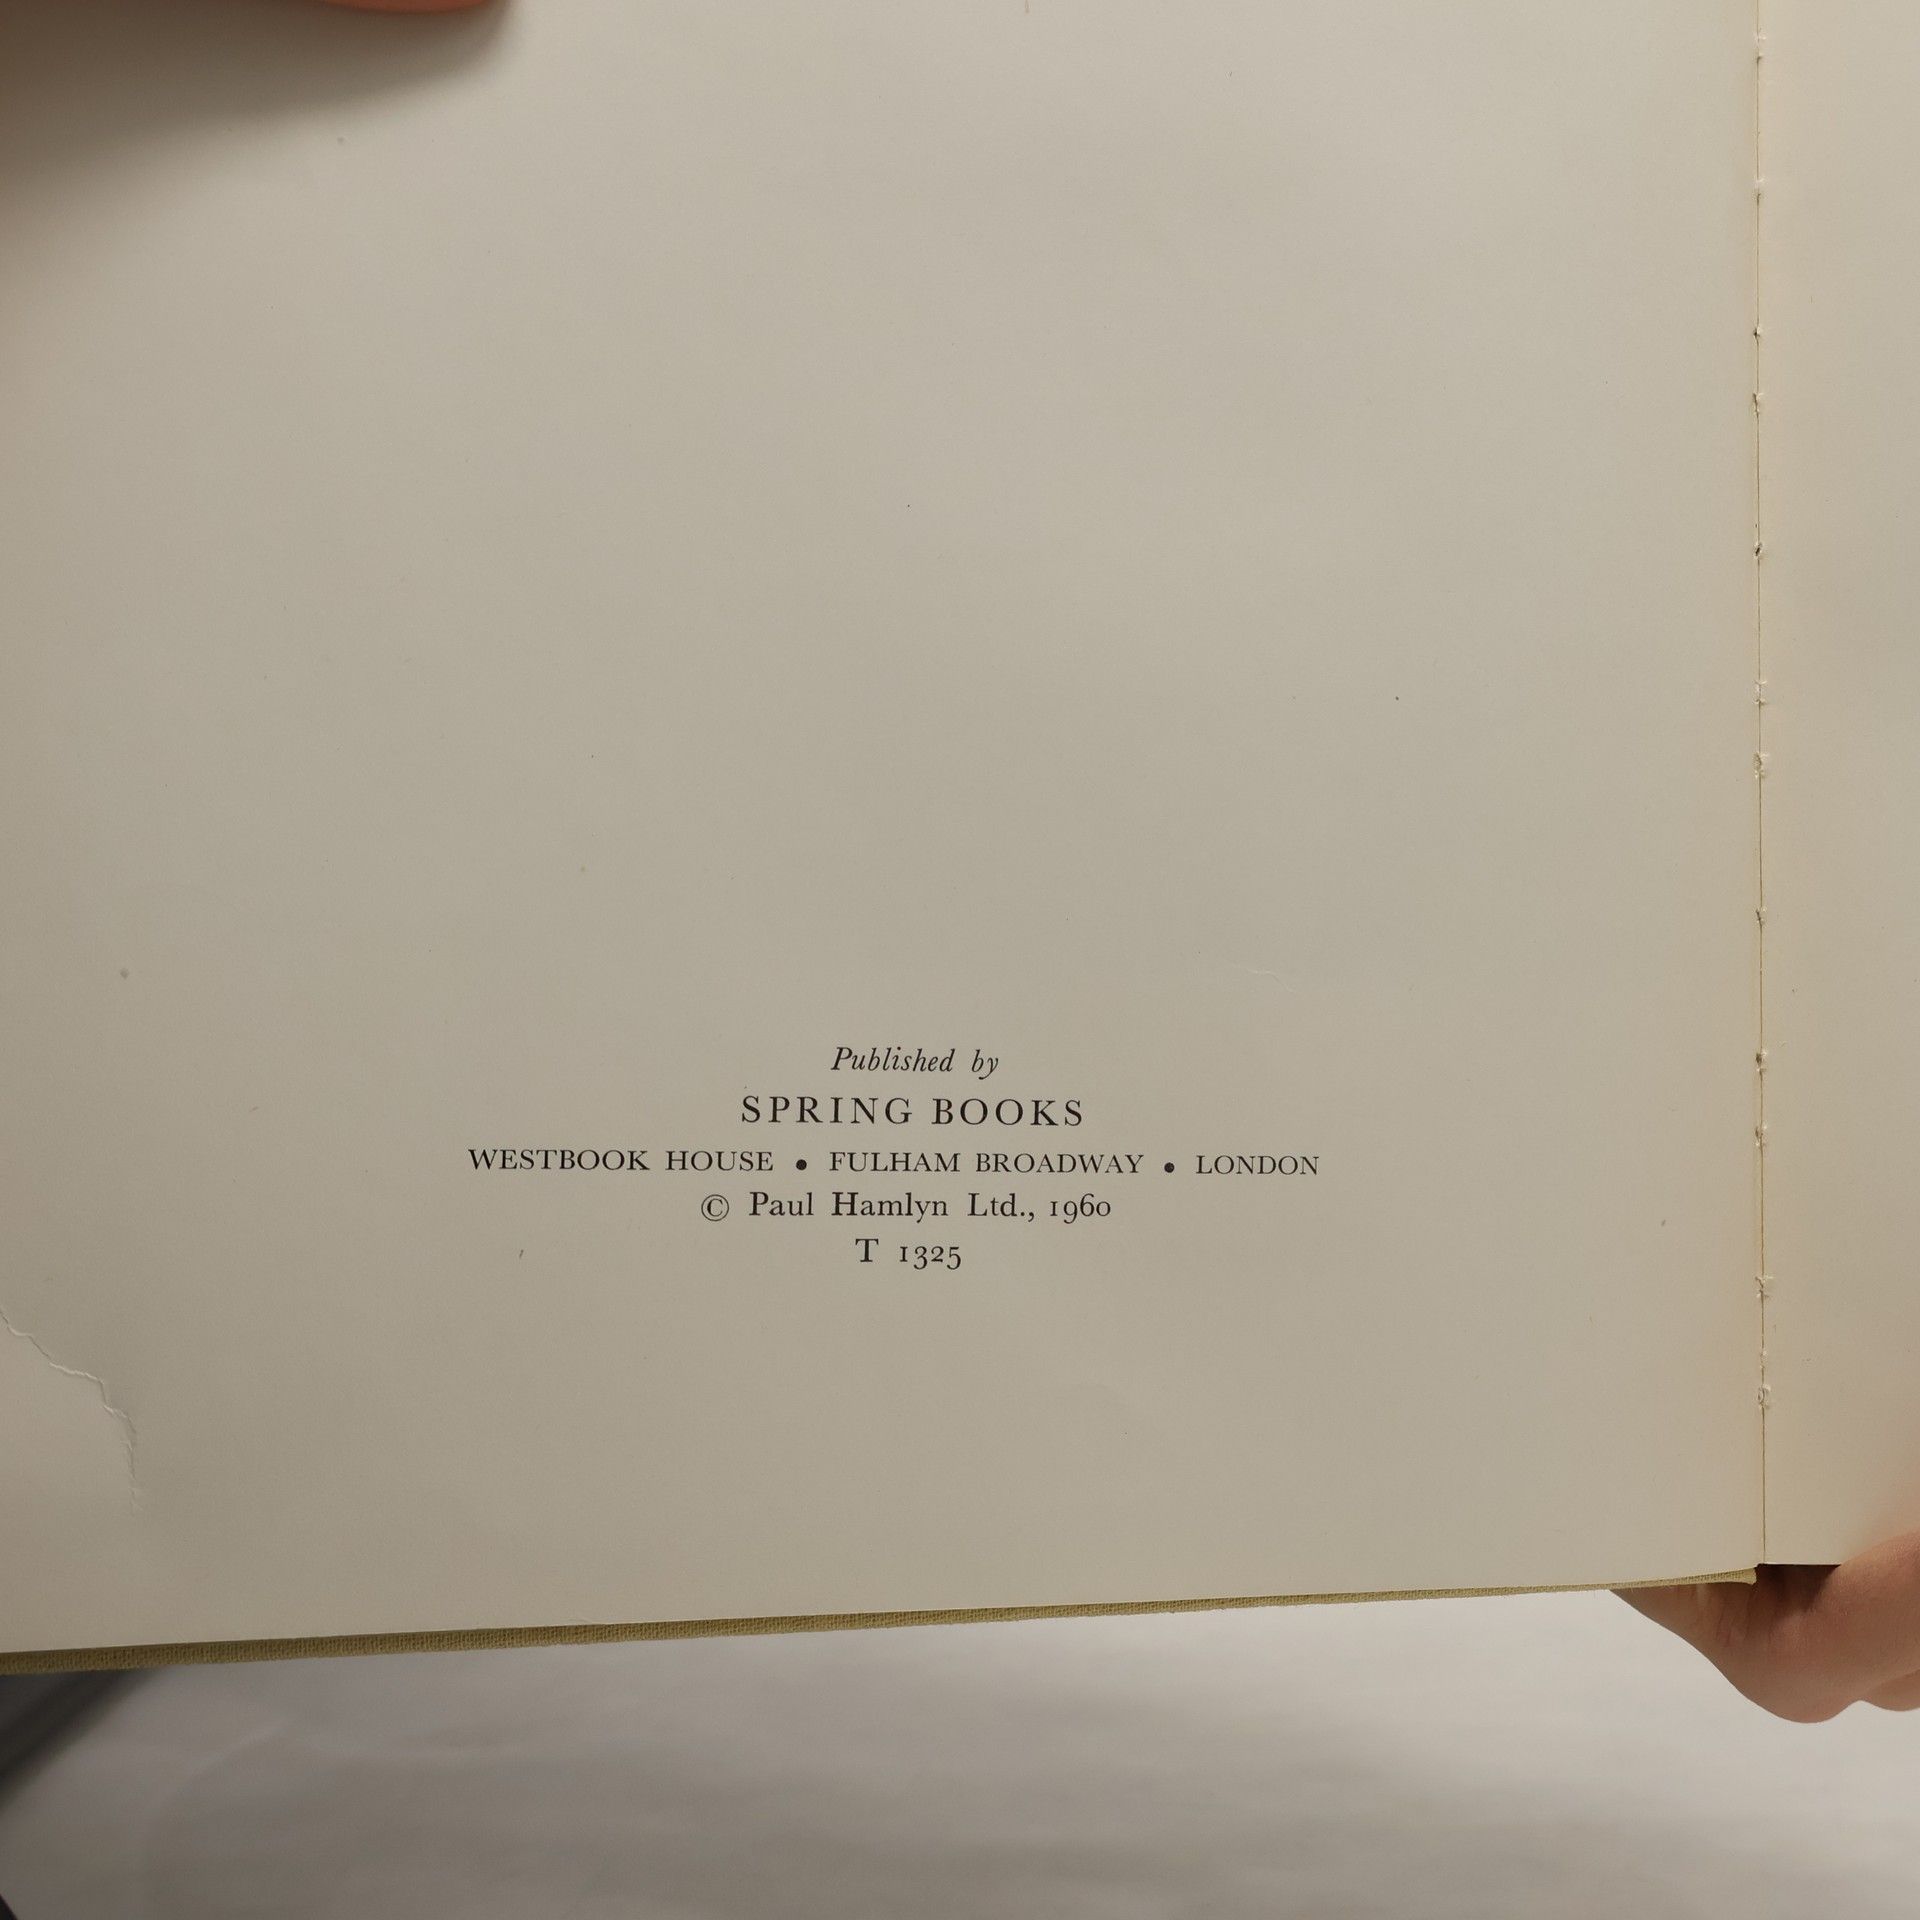 Published by
SPRING BOOKS
WESTBOOK HOUSE • FULHAM BROADWAY • LONDON
© Paul Hamlyn Ltd., 1960
T 1325